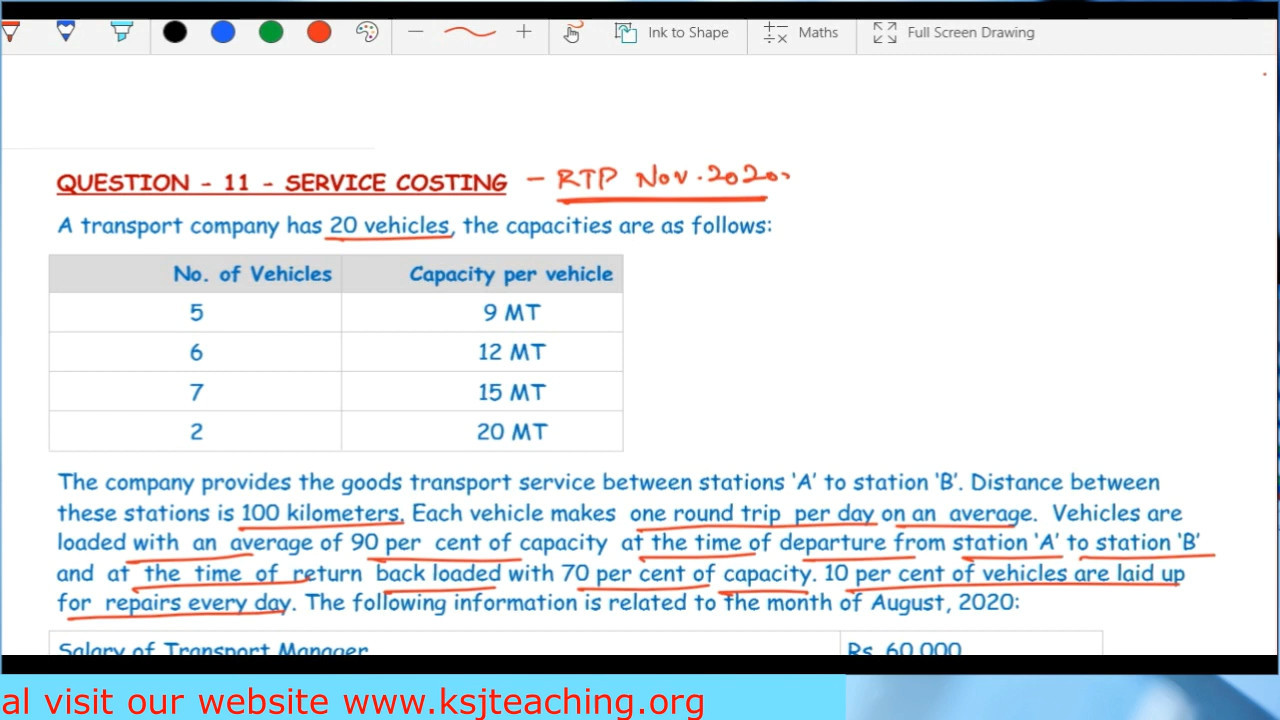 Ink to Shape Maths Full Screen Drawing
QUESTION - 11 - SERVICE COSTING - RTP Nov.2020.
A transport company has 20 vehicles, the capacities are as follows:
No. of Vehicles Capacity per vehicle
5 9 MT
6 12 MT
7 15 MT
2 20 MT
The company provides the goods transport service between stations 'A' to station 'B'. Distance between
these stations is 100 kilometers. Each vehicle makes one round trip per day on an average. Vehicles are
loaded with an average of 90 per cent of capacity at the time of departure from station 'A' to station 'B'
and at the time of return back loaded with 70 per cent of capacity. 10 per cent of vehicles are laid up
for repairs every day. The following information is related to the month of August, 2020:
Salary of Transport Manager Rs. 60,000
al visit our website www.ksjteaching.org